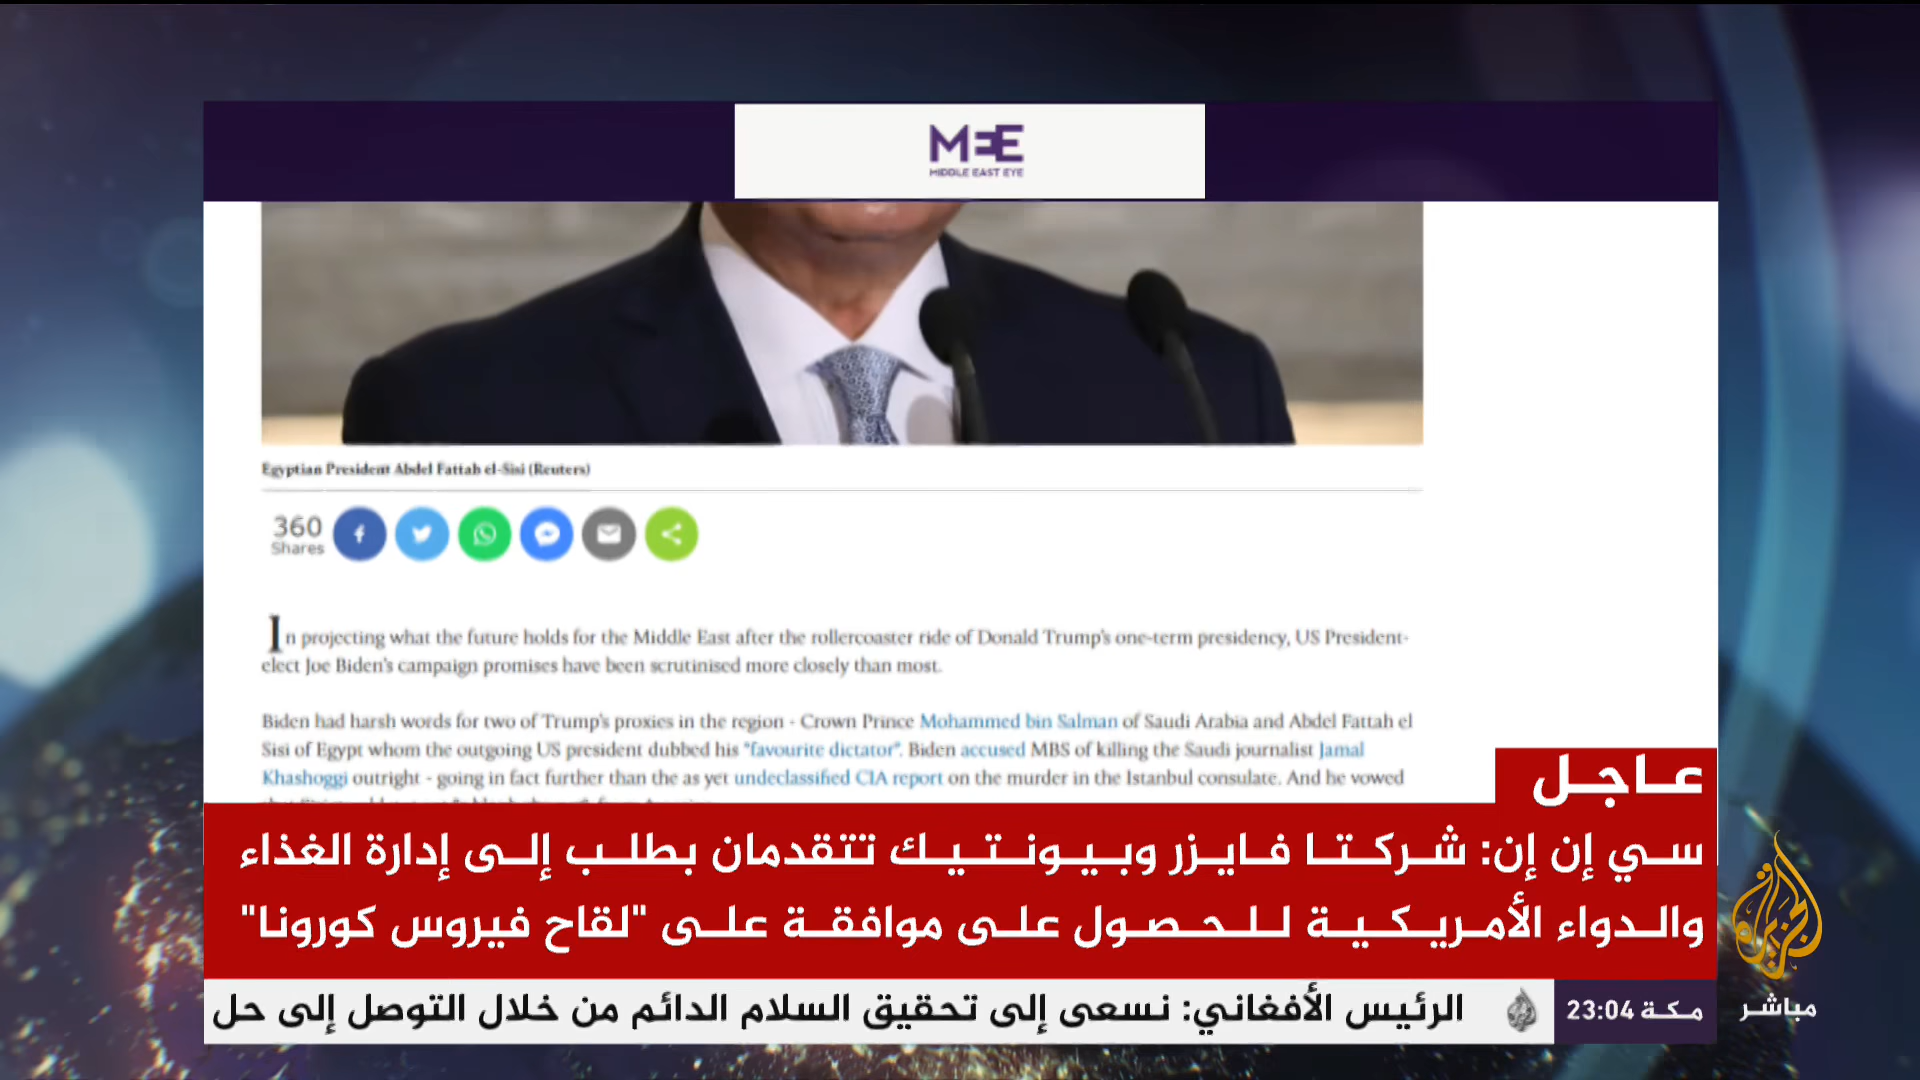 MEE
MIDDLE EAST EYE
Egyptian President Abdel Fattah el-Sisi (Reuters)
360
Shares
In projecting what the future holds for the Middle East after the rollercoaster ride of Donald Trump's one-term presidency, US President-
elect Joe Biden's campaign promises have been scrutinised more closely than most.
Biden had harsh words for two of Trump's proxies in the region - Crown Prince Mohammed bin Salman of Saudi Arabia and Abdel Fattah el
Sisi of Egypt whom the outgoing US president dubbed his "favourite dictator". Biden accused MBS of killing the Saudi journalist Jamal
Khashoggi outright - going in fact further than the as yet undeclassified CIA report on the murder in the Istanbul consulate. And he vowed
عاجل
سي إن إن: شركتا فايزر وبيونتيك تتقدمان بطلب إلى إدارة الغذاء
والدواء الأمريكية للحصول على موافقة على "لقاح فيروس كورونا"
الجزيرة
مباشر
مكة 23:04
الرئيس الأفغاني: نسعى إلى تحقيق السلام الدائم من خلال التوصل إلى حل